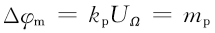 Δφ_m = k_p U_Ω = m_p